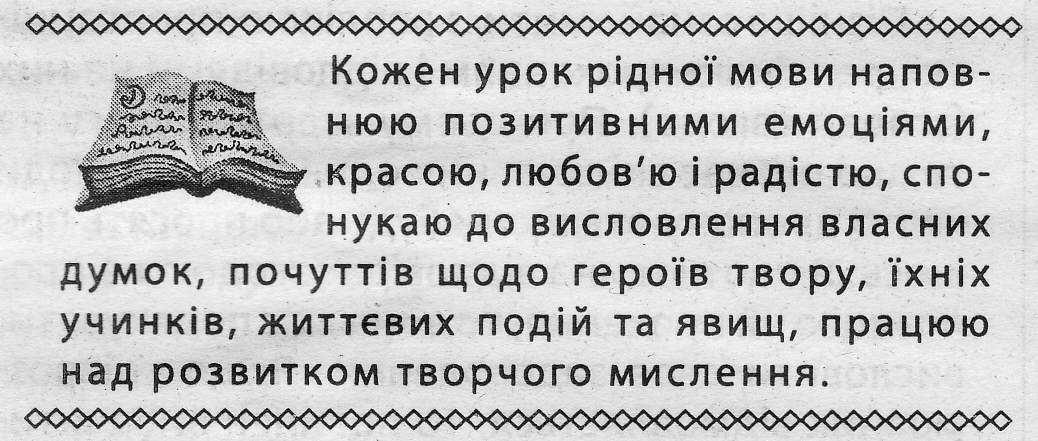 Кожен урок рідної мови напов-
нюю позитивними емоціями,
красою, любов’ю і радістю, спо-
нукаю до висловлення власних
думок, почуттів щодо героїв твору, їхніх
учинків, життєвих подій та явищ, працюю
над розвитком творчого мислення.